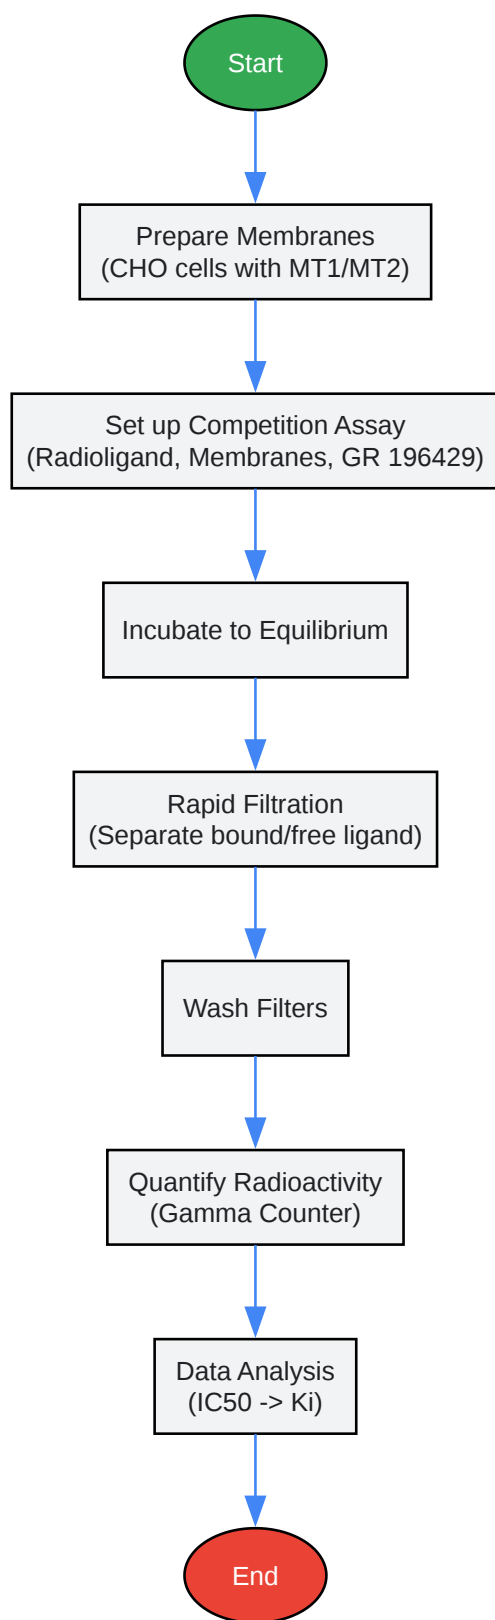 Start
Prepare Membranes
(CHO cells with MT1/MT2)
Set up Competition Assay
(Radioligand, Membranes, GR 196429)
Incubate to Equilibrium
Rapid Filtration
(Separate bound/free ligand)
Wash Filters
Quantify Radioactivity
(Gamma Counter)
Data Analysis
(IC50 -> Ki)
End